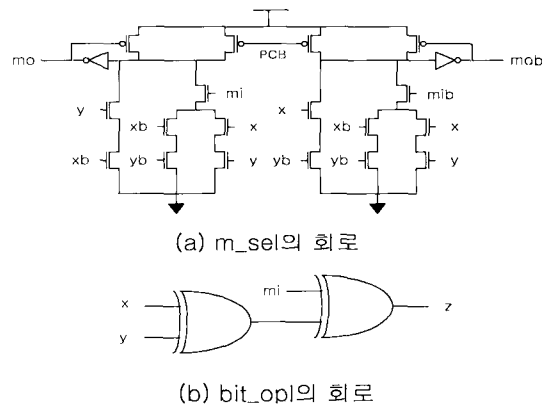 mo
PCB
mob
mi
mib
y
xb
x
x
xb
x
xb
yb
y
yb
yb
y
(a) m_sel의 회로
x
y
mi
z
(b) bit_op1의 회로